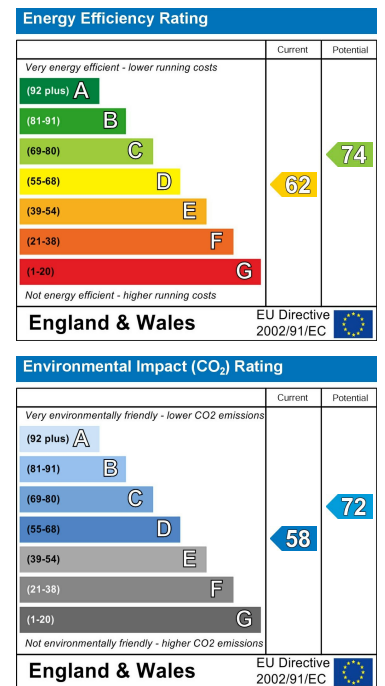 Energy Efficiency Rating
Current Potential
Very energy efficient - lower running costs
(92 plus) A
(81-91) B
(69-80) C
74
(55-68) D
62
(39-54) E
(21-38) F
(1-20) G
Not energy efficient - higher running costs
England & Wales
EU Directive
2002/91/EC
Environmental Impact (CO₂) Rating
Current Potential
Very environmentally friendly - lower CO2 emissions
(92 plus) A
(81-91) B
(69-80) C
72
(55-68) D
58
(39-54) E
(21-38) F
(1-20) G
Not environmentally friendly - higher CO2 emissions
England & Wales
EU Directive
2002/91/EC